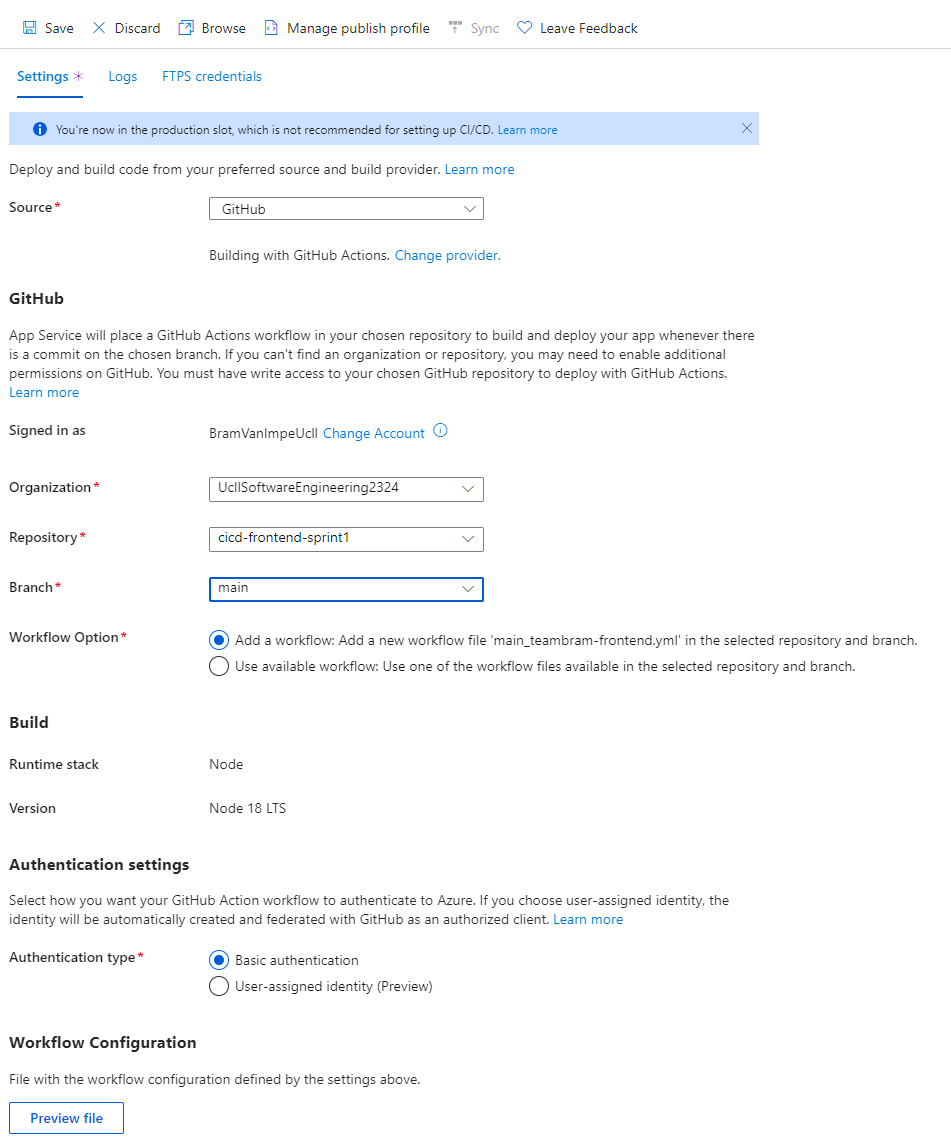 Save Discard Browse Manage publish profile Sync Leave Feedback
Settings * Logs FTPS credentials
You're now in the production slot, which is not recommended for setting up CI/CD. Learn more
Deploy and build code from your preferred source and build provider. Learn more
Source* GitHub
Building with GitHub Actions. Change provider.
GitHub
App Service will place a GitHub Actions workflow in your chosen repository to build and deploy your app whenever there
is a commit on the chosen branch. If you can't find an organization or repository, you may need to enable additional
permissions on GitHub. You must have write access to your chosen GitHub repository to deploy with GitHub Actions.
Learn more
Signed in as BramVanImpeUcll Change Account
Organization* UcllSoftwareEngineering2324
Repository* cicd-frontend-sprint1
Branch* main
Workflow Option* Add a workflow: Add a new workflow file 'main_teambram-frontend.yml' in the selected repository and branch.
Use available workflow: Use one of the workflow files available in the selected repository and branch.
Build
Runtime stack Node
Version Node 18 LTS
Authentication settings
Select how you want your GitHub Action workflow to authenticate to Azure. If you choose user-assigned identity, the
identity will be automatically created and federated with GitHub as an authorized client. Learn more
Authentication type* Basic authentication
User-assigned identity (Preview)
Workflow Configuration
File with the workflow configuration defined by the settings above.
Preview file